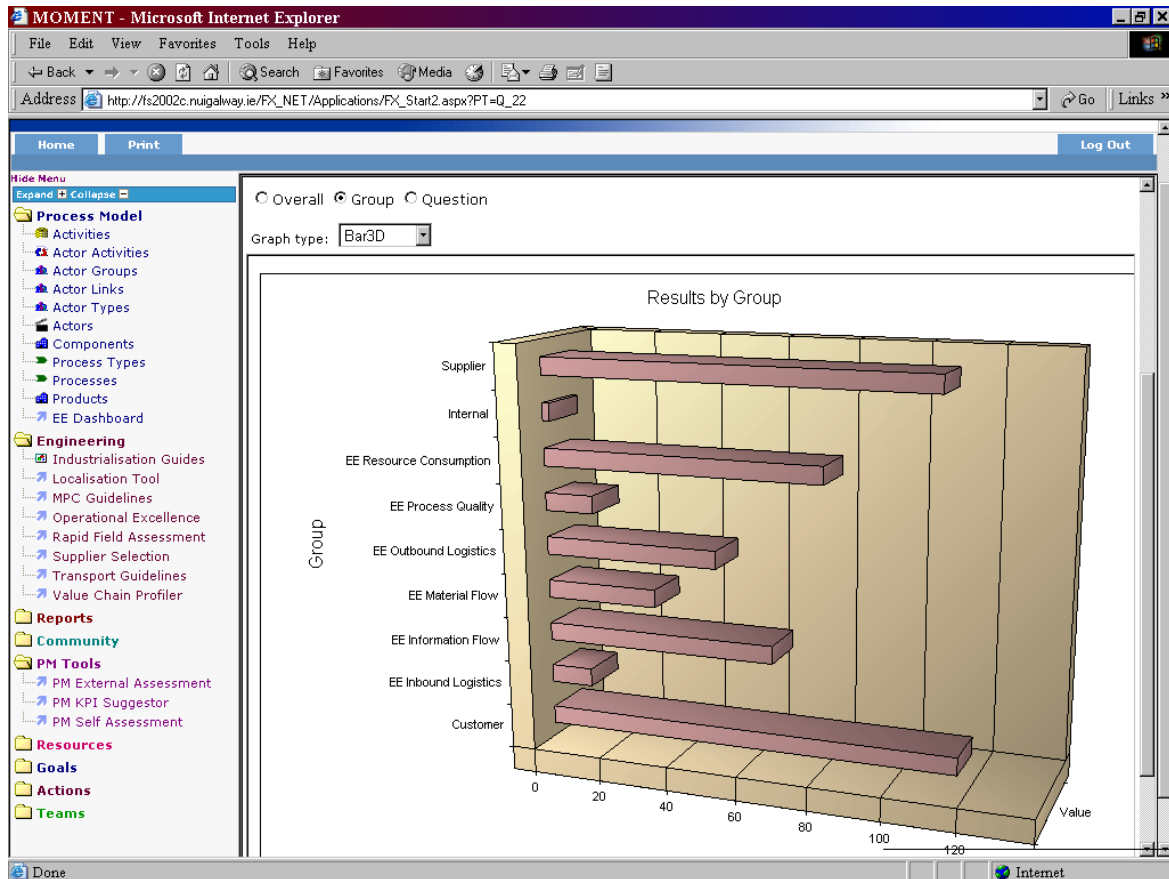 MOMENT - Microsoft Internet Explorer
File Edit View Favorites Tools Help
Back Search Favorites Media
Address http://fs2002c.nuigalway.ie/FX_NET/Applications/FX_Start2.aspx?PT=Q_22 Go Links »
Home Print Log Out
Hide Menu
Expand Collapse
Process Model
Activities
Actor Activities
Actor Groups
Actor Links
Actor Types
Actors
Components
Process Types
Processes
Products
EE Dashboard
Engineering
Industrialisation Guides
Localisation Tool
MPC Guidelines
Operational Excellence
Rapid Field Assessment
Supplier Selection
Transport Guidelines
Value Chain Profiler
Reports
Community
PM Tools
PM External Assessment
PM KPI Suggestor
PM Self Assessment
Resources
Goals
Actions
Teams
Overall Group Question
Graph type: Bar3D
Results by Group
Group
Supplier
Internal
EE Resource Consumption
EE Process Quality
EE Outbound Logistics
EE Material Flow
EE Information Flow
EE Inbound Logistics
Customer
0 20 40 60 80 100 120
Value
Done Internet